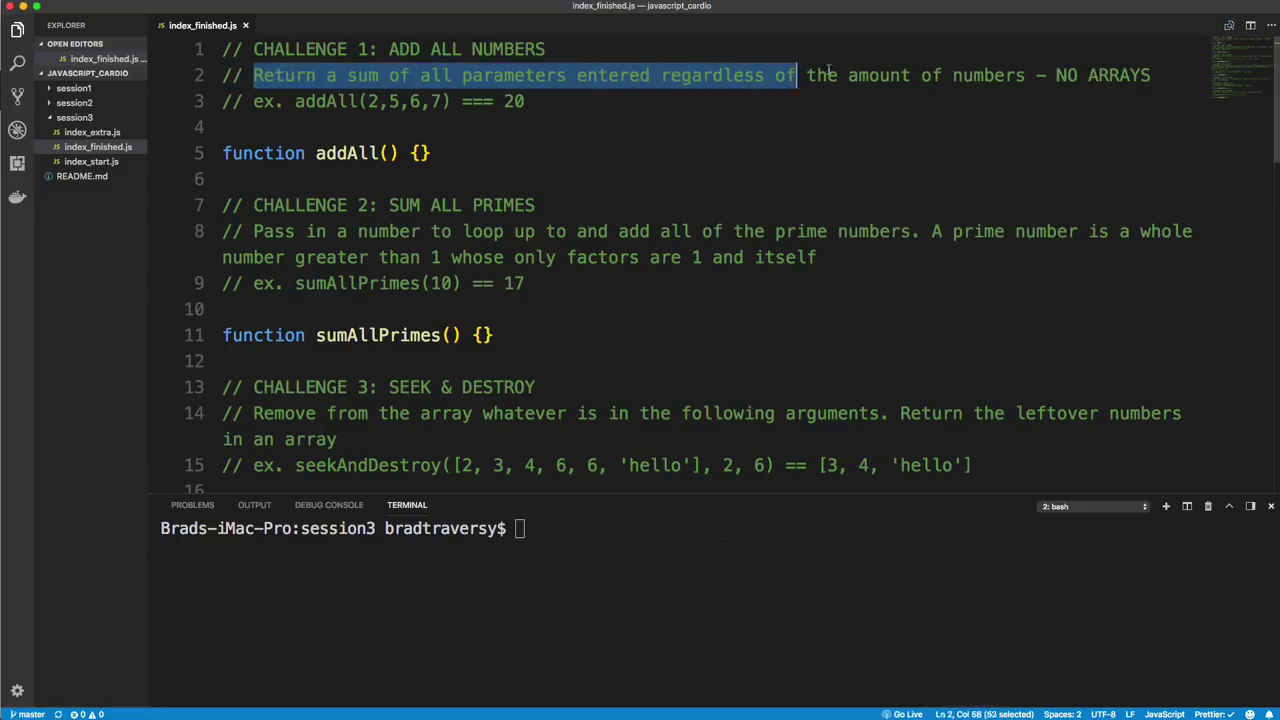 index_finished.js — javascript_cardio
EXPLORER
index_finished.js ×
OPEN EDITORS
index_finished.js ...
JAVASCRIPT_CARDIO
session1
session2
session3
JS index_extra.js
JS index_finished.js
JS index_start.js
README.md
1 // CHALLENGE 1: ADD ALL NUMBERS
2 // Return a sum of all parameters entered regardless of the amount of numbers - NO ARRAYS
3 // ex. addAll(2,5,6,7) === 20
4
5 function addAll() {}
6
7 // CHALLENGE 2: SUM ALL PRIMES
8 // Pass in a number to loop up to and add all of the prime numbers. A prime number is a whole
number greater than 1 whose only factors are 1 and itself
9 // ex. sumAllPrimes(10) == 17
10
11 function sumAllPrimes() {}
12
13 // CHALLENGE 3: SEEK & DESTROY
14 // Remove from the array whatever is in the following arguments. Return the leftover numbers
in an array
15 // ex. seekAndDestroy([2, 3, 4, 6, 6, 'hello'], 2, 6) == [3, 4, 'hello']
16
PROBLEMS OUTPUT DEBUG CONSOLE TERMINAL 2: bash
Brads-iMac-Pro:session3 bradtraversy$
master 0 0 Go Live Ln 2, Col 56 (53 selected) Spaces: 2 UTF-8 LF JavaScript Prettier: ✓